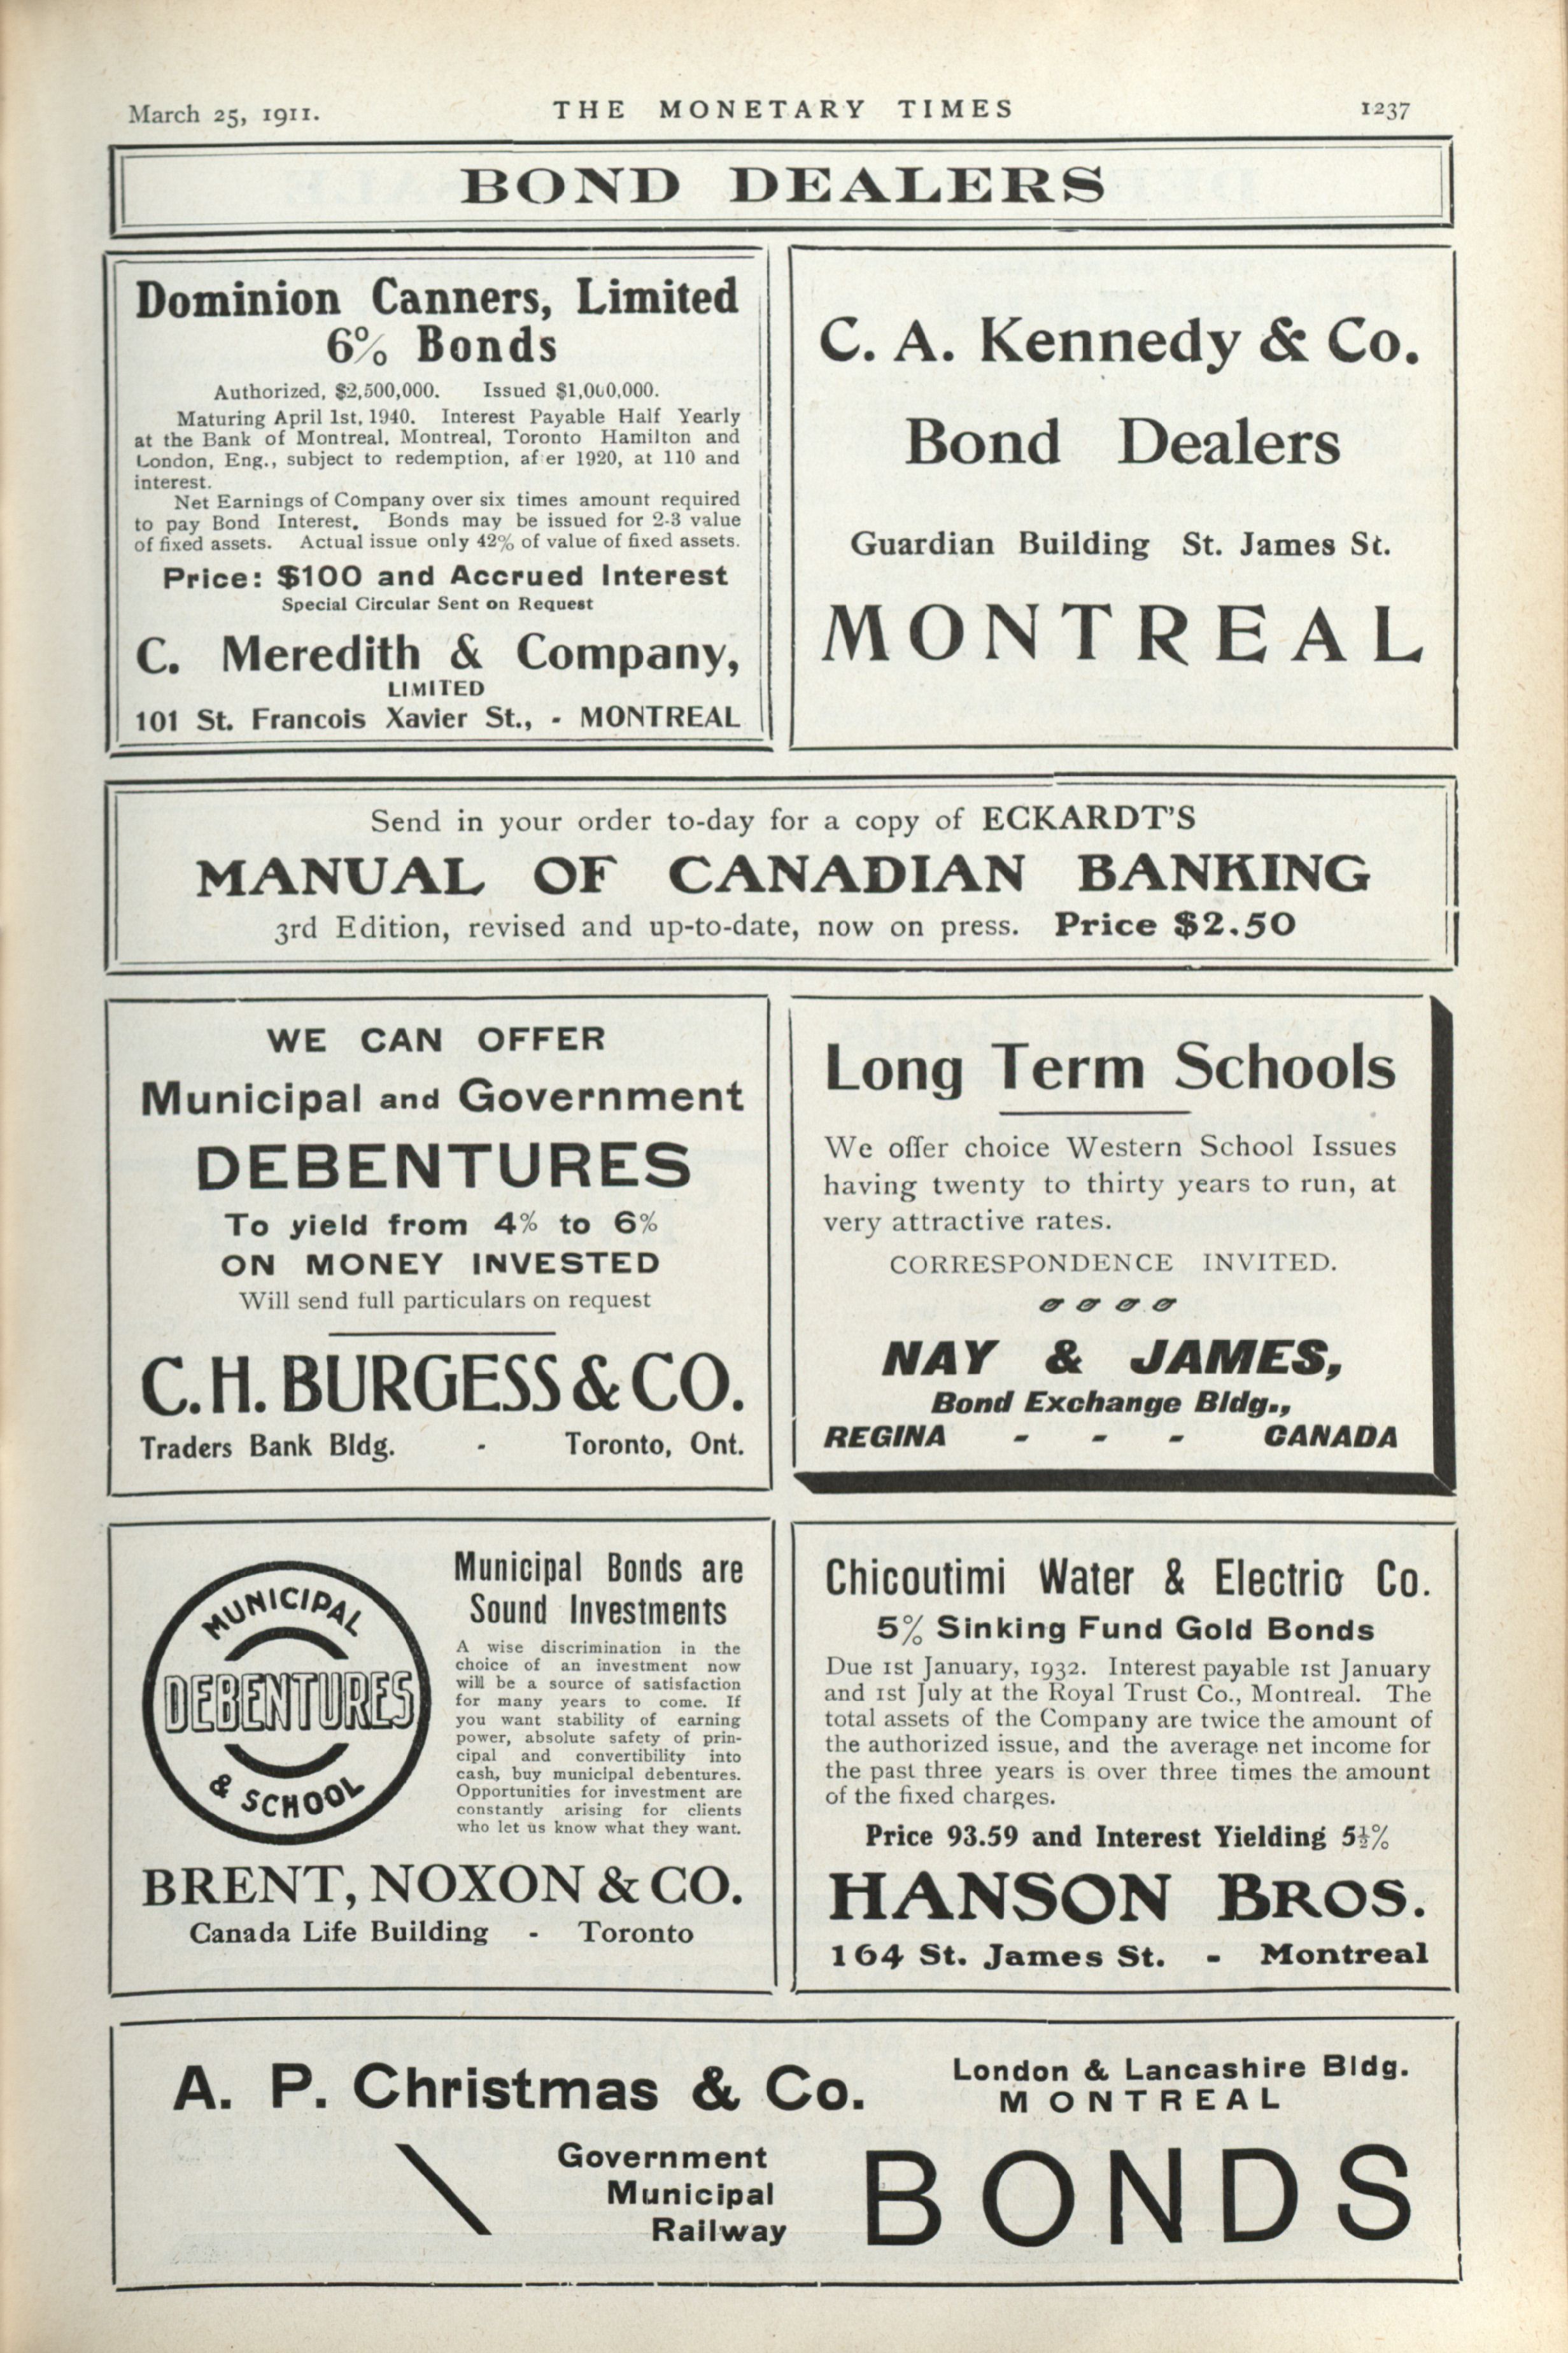 March 25, 1911.
THE MONETARY TIMES
1237
BOND DEALERS
Dominion Canners, Limited
6% Bonds
Authorized, $2,500,000. Issued $1,000,000.
Maturing April 1st, 1940. Interest Payable Half Yearly
at the Bank of Montreal, Montreal, Toronto Hamilton and
London, Eng., subject to redemption, af er 1920, at 110 and
interest.
Net Earnings of Company over six times amount required
to pay Bond Interest. Bonds may be issued for 2-3 value
of fixed assets. Actual issue only 42% of value of fixed assets.
Price: $100 and Accrued Interest
Special Circular Sent on Request
C. Meredith & Company,
LIMITED
101 St. Francois Xavier St., - MONTREAL
C. A. Kennedy & Co.
Bond Dealers
Guardian Building St. James St.
MONTREAL
Send in your order to-day for a copy of ECKARDT'S
MANUAL OF CANADIAN BANKING
3rd Edition, revised and up-to-date, now on press. Price $2.50
WE CAN OFFER
Municipal and Government
DEBENTURES
To yield from 4% to 6%
ON MONEY INVESTED
Will send full particulars on request
C. H. BURGESS & CO.
Traders Bank Bldg. - Toronto, Ont.
Long Term Schools
We offer choice Western School Issues
having twenty to thirty years to run, at
very attractive rates.
CORRESPONDENCE INVITED.
NAY & JAMES,
Bond Exchange Bldg.,
REGINA - - - CANADA
MUNICIPAL
DEBENTURES
& SCHOOL
Municipal Bonds are
Sound Investments
A wise discrimination in the
choice of an investment now
will be a source of satisfaction
for many years to come. If
you want stability of earning
power, absolute safety of prin-
cipal and convertibility into
cash, buy municipal debentures.
Opportunities for investment are
constantly arising for clients
who let us know what they want.
BRENT, NOXON & CO.
Canada Life Building - Toronto
Chicoutimi Water & Electric Co.
5% Sinking Fund Gold Bonds
Due 1st January, 1932. Interest payable 1st January
and 1st July at the Royal Trust Co., Montreal. The
total assets of the Company are twice the amount of
the authorized issue, and the average net income for
the past three years is over three times the amount
of the fixed charges.
Price 93.59 and Interest Yielding 5½%
HANSON BROS.
164 St. James St. - Montreal
A. P. Christmas & Co.
London & Lancashire Bldg.
MONTREAL
Government
Municipal
Railway
BONDS